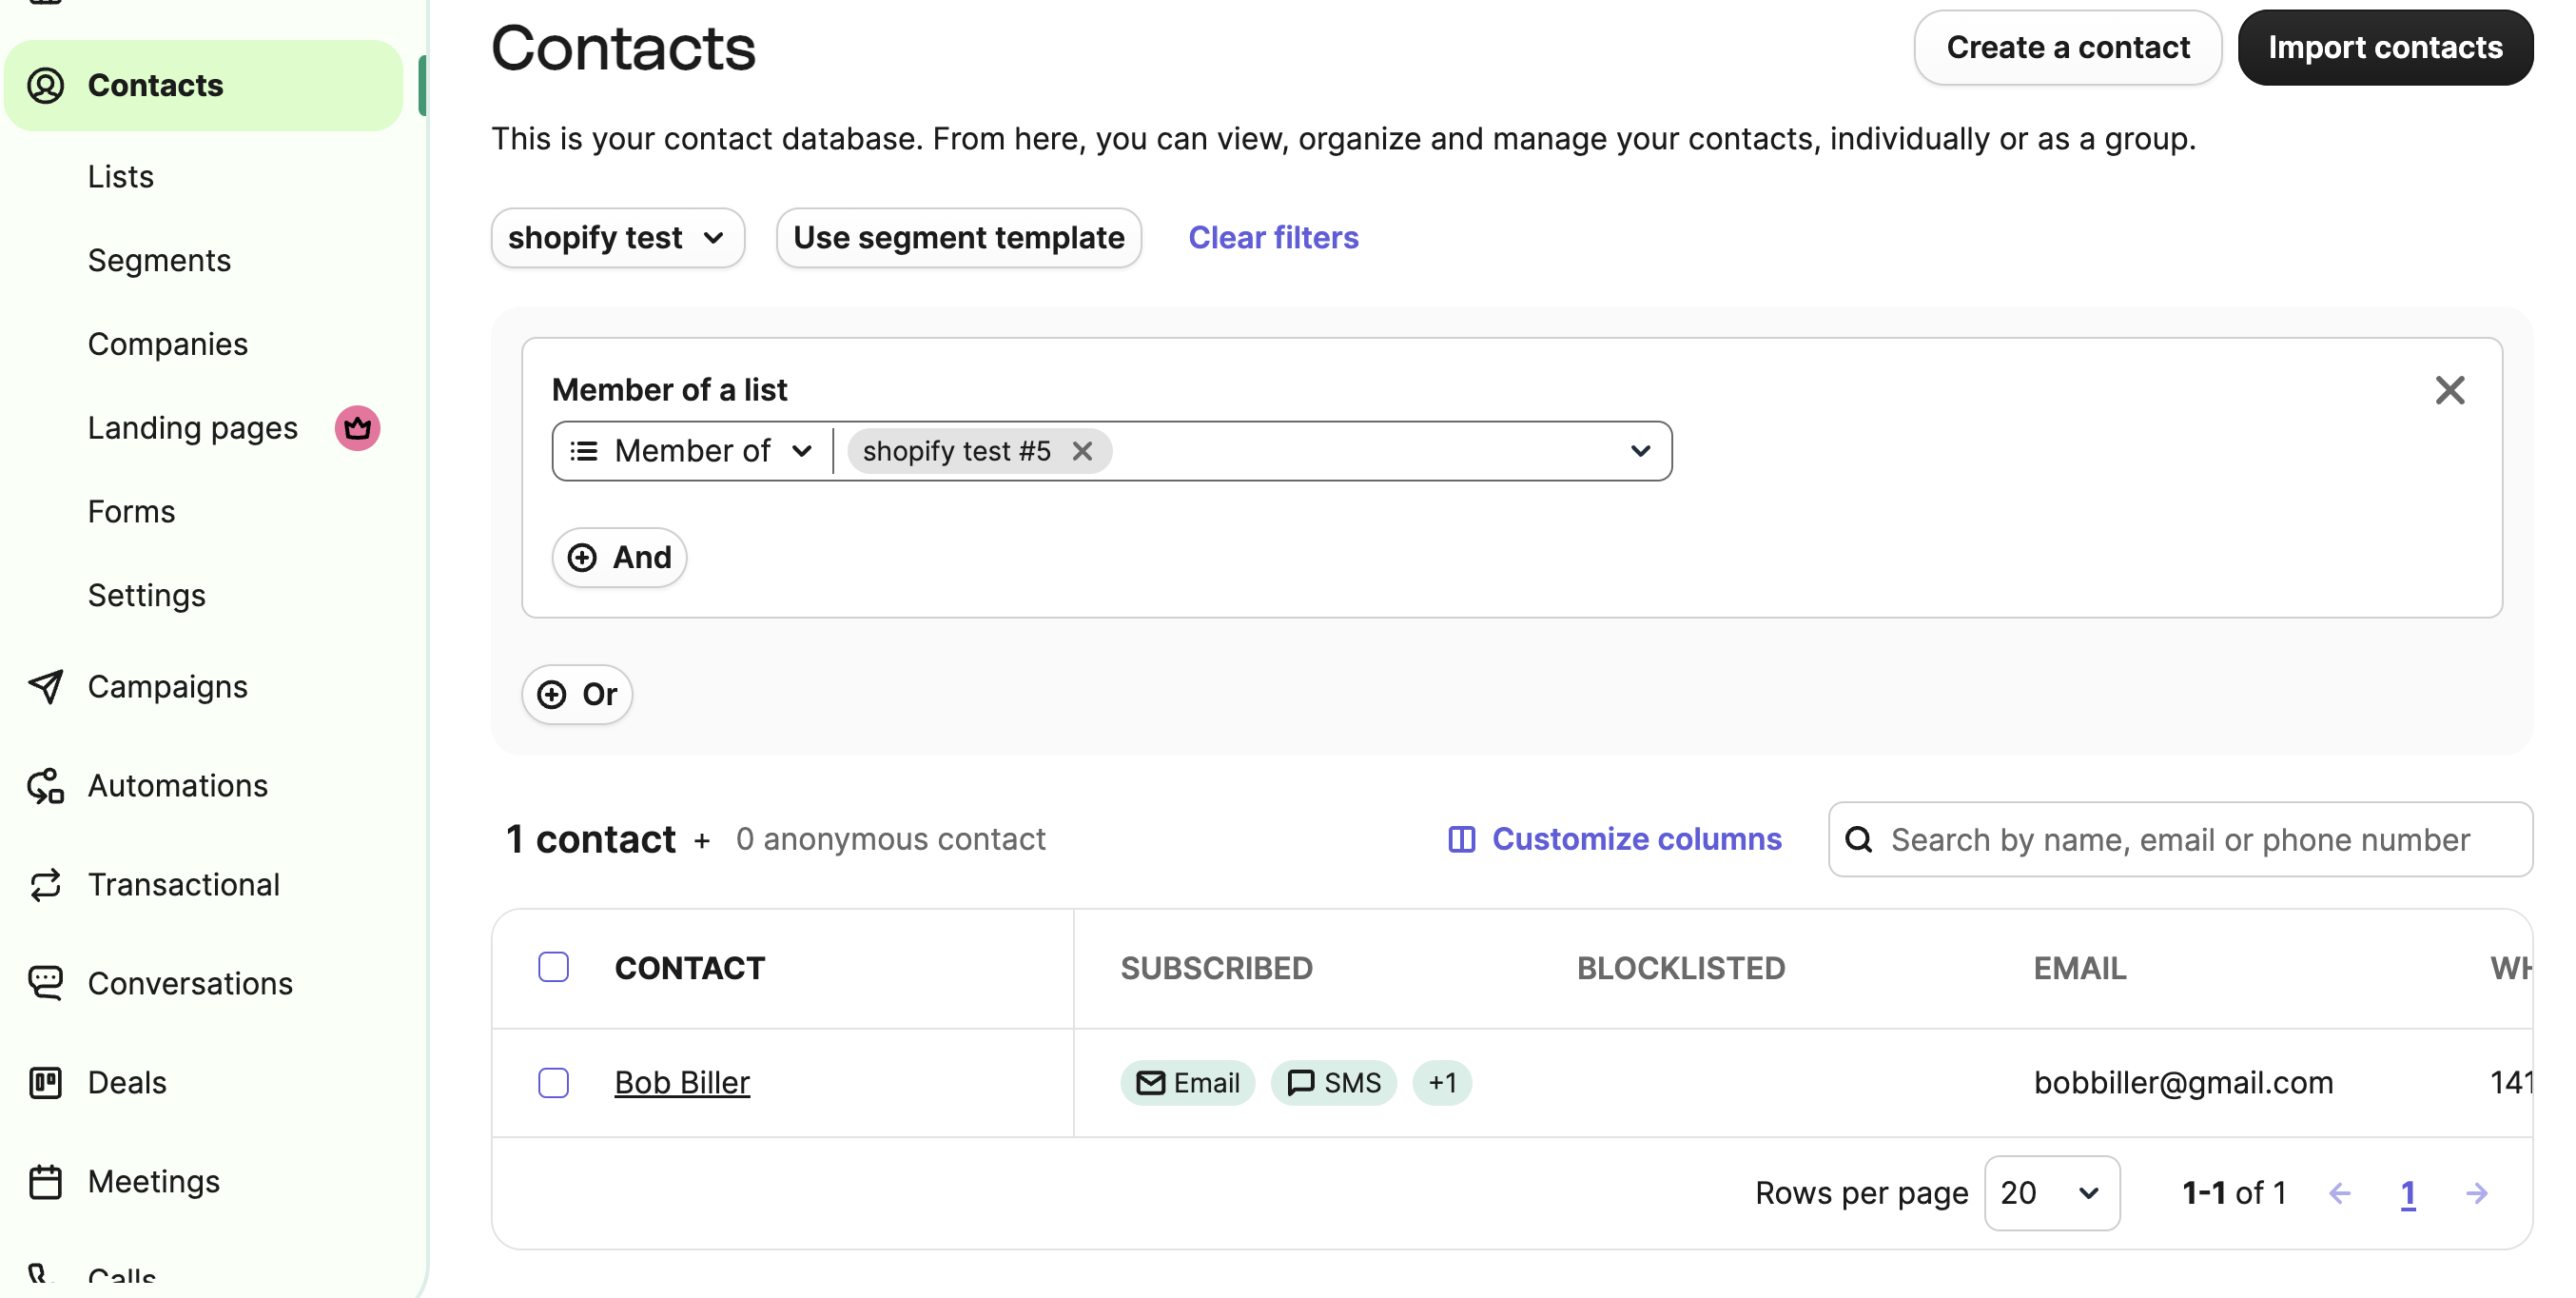 Contacts
Lists
Segments
Companies
Landing pages
Forms
Settings
Campaigns
Automations
Transactional
Conversations
Deals
Meetings
Calls
Contacts
Create a contact
Import contacts
This is your contact database. From here, you can view, organize and manage your contacts, individually or as a group.
shopify test
Use segment template
Clear filters
Member of a list
Member of
shopify test #5
And
Or
1 contact + 0 anonymous contact
Customize columns
Search by name, email or phone number
CONTACT SUBSCRIBED BLOCKLISTED EMAIL
Bob Biller Email SMS +1 bobbiller@gmail.com 141
Rows per page 20 1-1 of 1 1